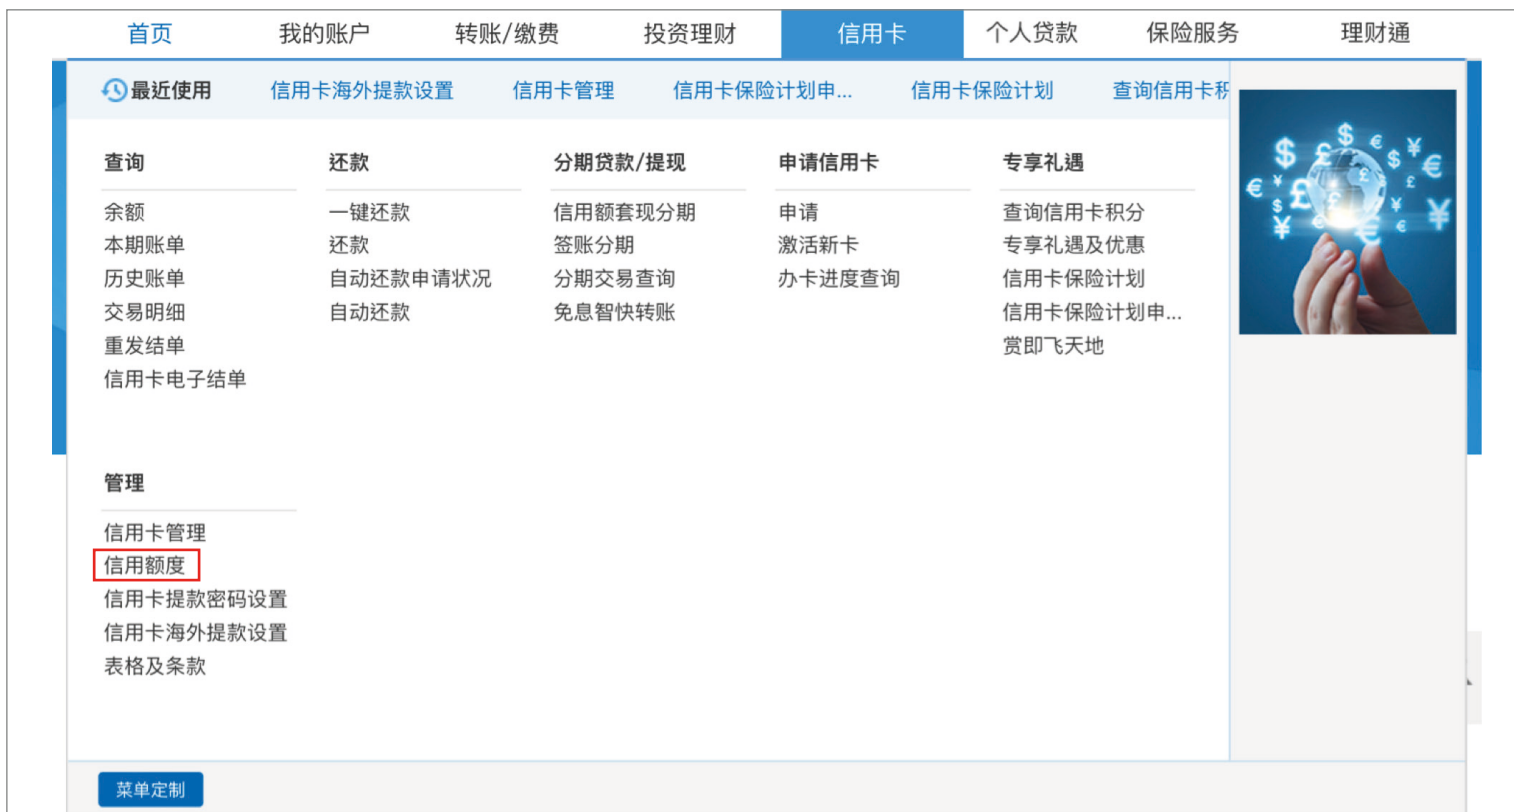 首页 我的账户 转账/缴费 投资理财 信用卡 个人贷款 保险服务 理财通
最近使用 信用卡海外提款设置 信用卡管理 信用卡保险计划申... 信用卡保险计划 查询信用卡积
查询
余额
本期账单
历史账单
交易明细
重发结单
信用卡电子结单
还款
一键还款
还款
自动还款申请状况
自动还款
分期贷款/提现
信用额套现分期
签账分期
分期交易查询
免息智快转账
申请信用卡
申请
激活新卡
办卡进度查询
专享礼遇
查询信用卡积分
专享礼遇及优惠
信用卡保险计划
信用卡保险计划申...
赏即飞天地
管理
信用卡管理
信用额度
信用卡提款密码设置
信用卡海外提款设置
表格及条款
菜单定制